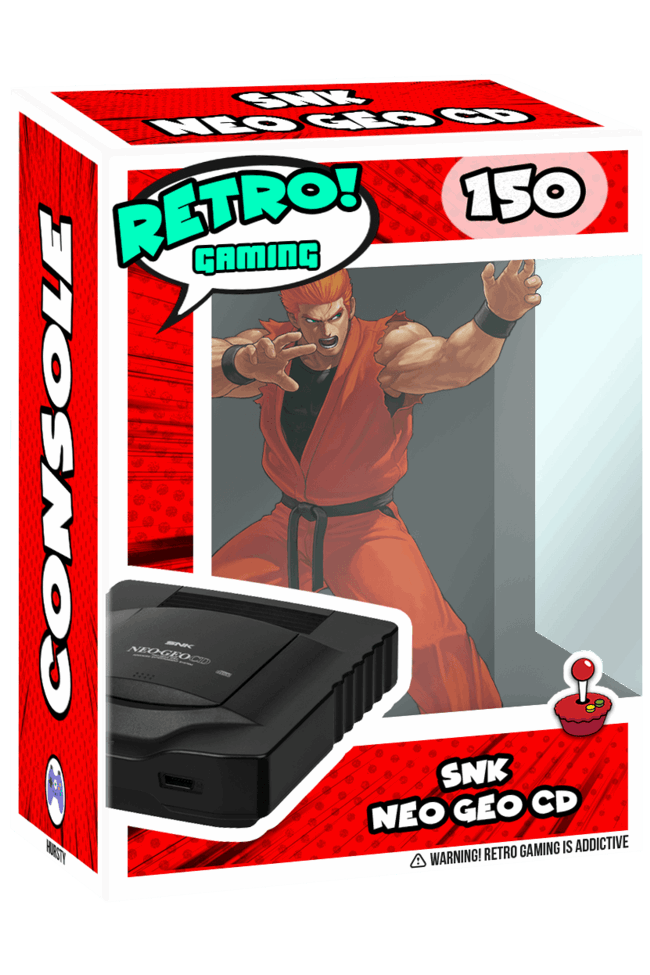 SNK
NEO GEO CD
RETRO!
GAMING
150
CONSOLE
SNK
NEO·GEO CD
SNK
NEO GEO CD
HURSTY
WARNING! RETRO GAMING IS ADDICTIVE